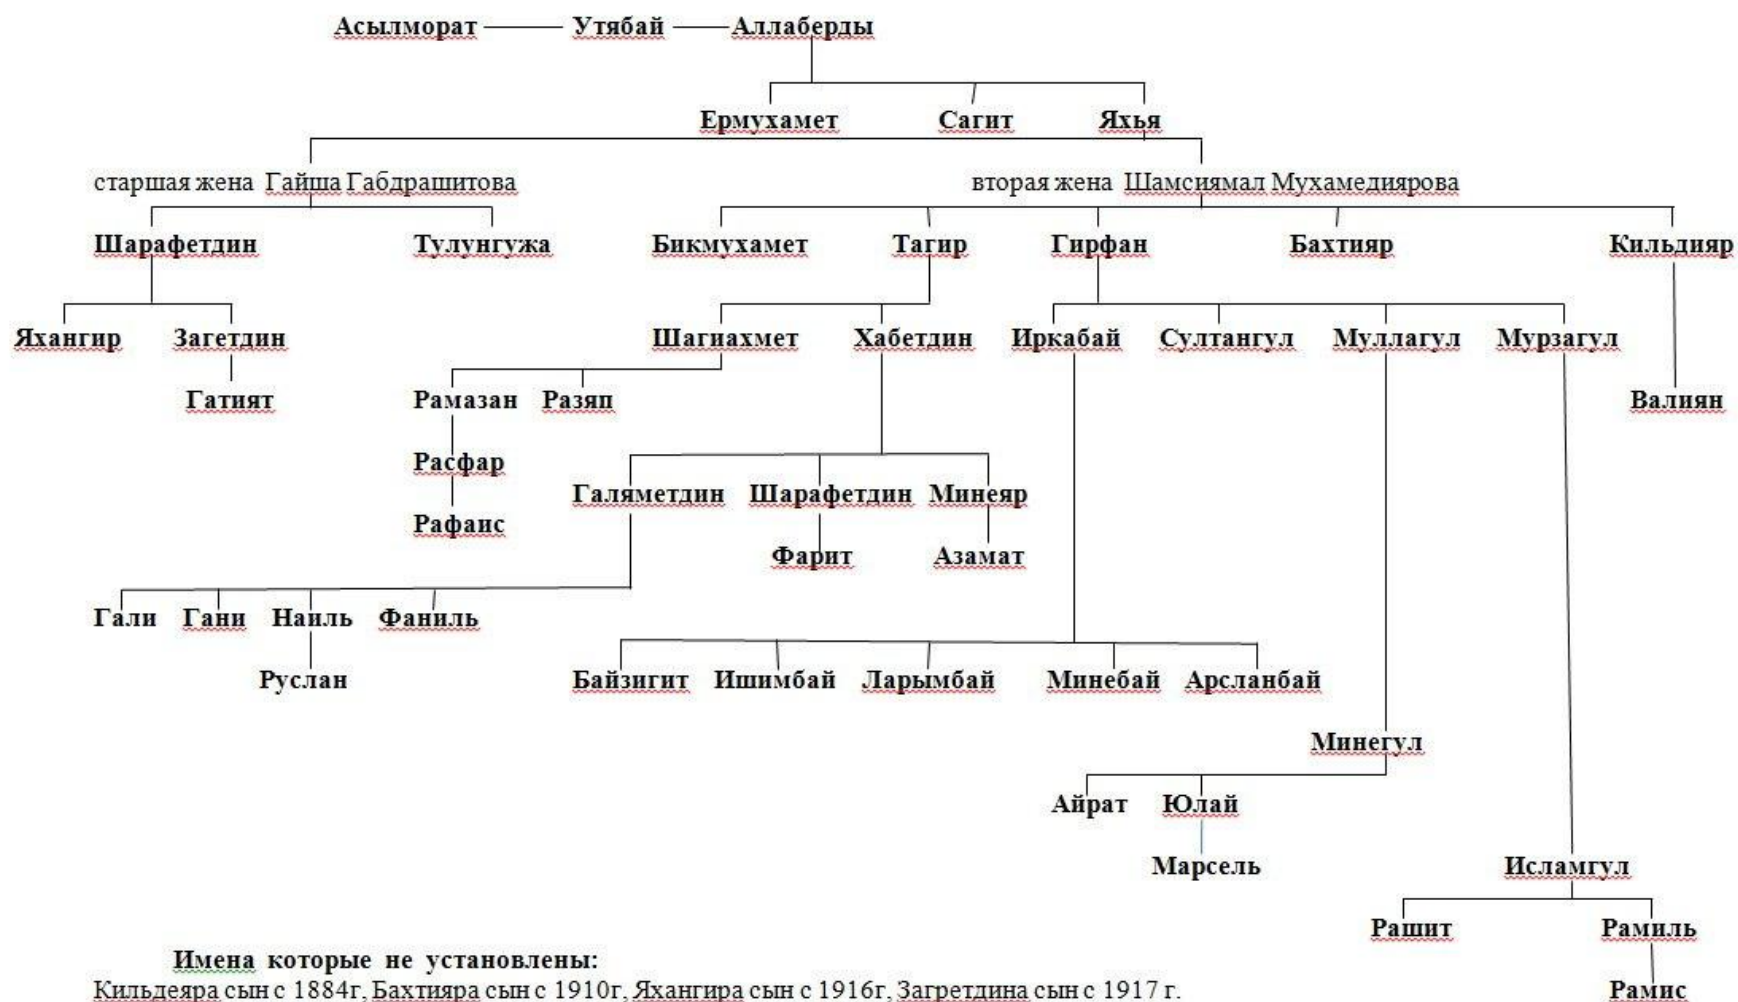 Асылморат Утябай Аллаберды
Ермухамет Сагит Яхья
старшая жена Гайша Габдрашитова вторая жена Шамсиямал Мухамедиярова
Шарафетдин Тулунгужа Бикмухамет Тагир Гирфан Бахтияр Кильдияр
Яхангир Загетдин Шагиахмет Хабетдин Иркабай Султангул Муллагул Мурзагул
Гатият Рамазан Разяп Валиян
Расфар
Галяметдин Шарафетдин Минеяр
Рафаис
Фарит Азамат
Гали Гани Наиль Фаниль
Руслан Байзигит Ишимбай Ларымбай Минебай Арсланбай
Минегул
Айрат Юлай
Марсель Исламгул
Рашит Рамиль
Имена которые не установлены:
Кильдеяра сын с 1884г, Бахтияра сын с 1910г, Яхангира сын с 1916г, Загретдина сын с 1917 г. Рамис